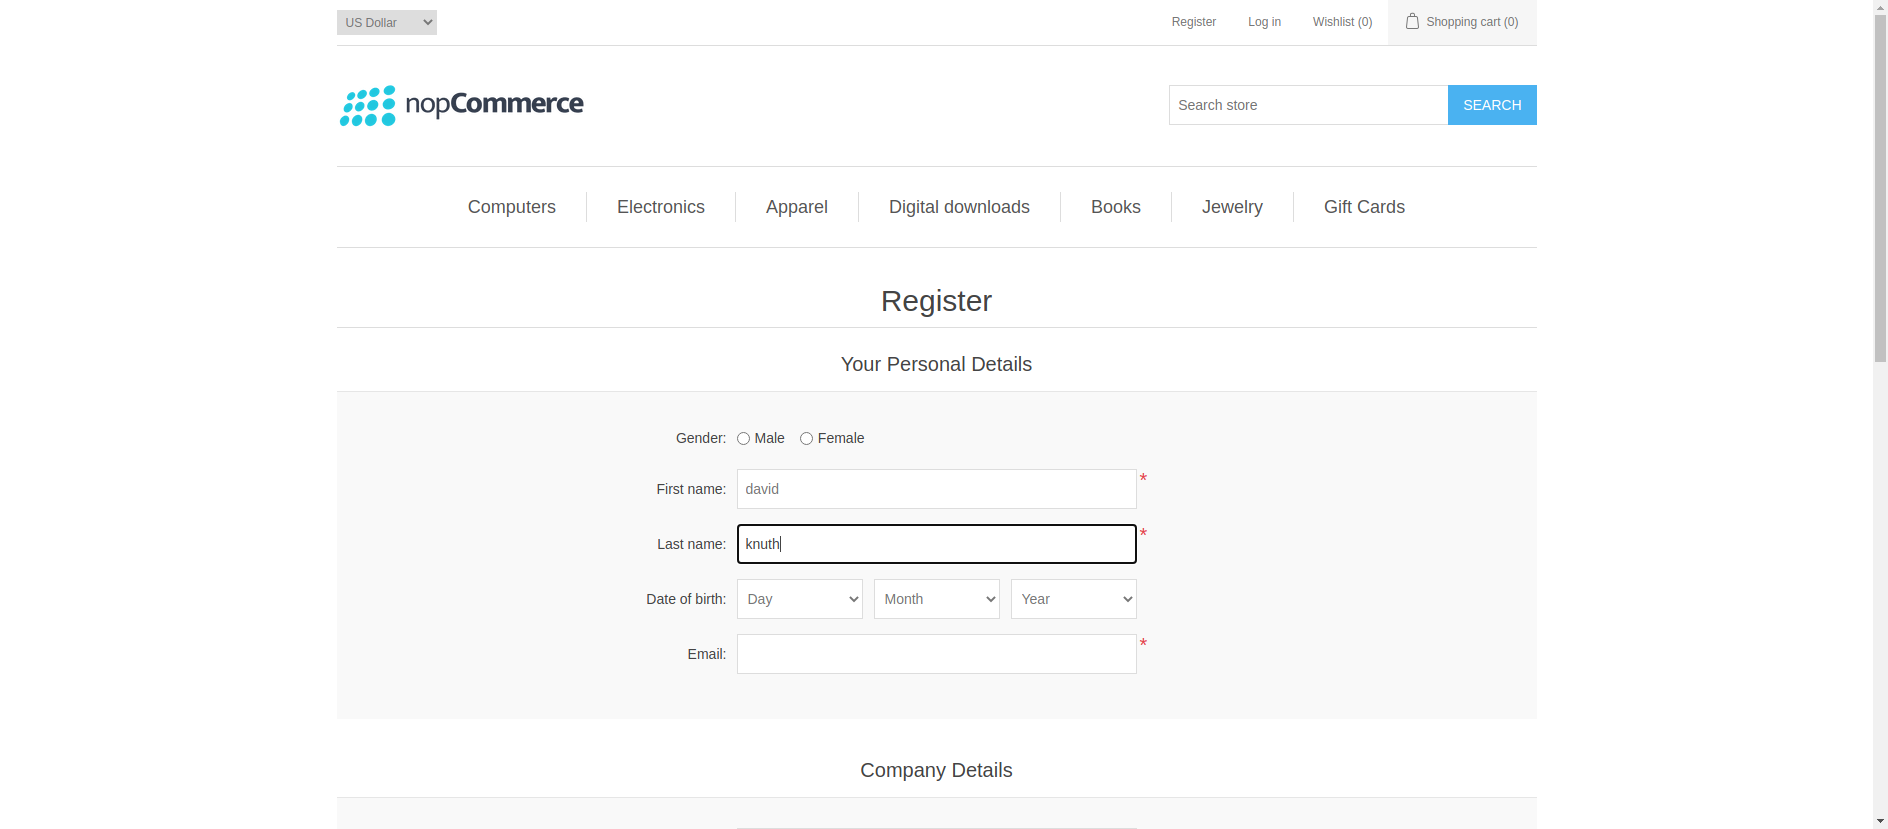 US Dollar Register Log in Wishlist (0) Shopping cart (0)
nopCommerce Search store SEARCH
Computers Electronics Apparel Digital downloads Books Jewelry Gift Cards
Register
Your Personal Details
Gender: Male Female
First name: david *
Last name: knuth *
Date of birth: Day Month Year
Email: *
Company Details